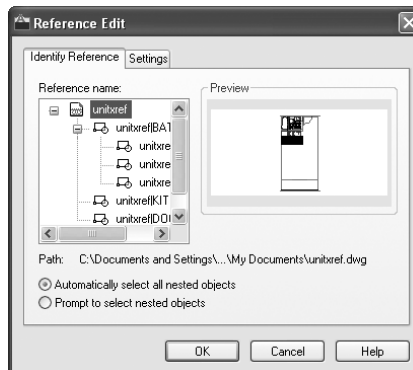 Reference Edit
Identify Reference Settings
Reference name:
Preview
unitxref
unitxref|BAT
unitxre
unitxre
unitxre
unitxref|KIT
unitxref|DOI
Path: C:\Documents and Settings\...\My Documents\unitxref.dwg
Automatically select all nested objects
Prompt to select nested objects
OK Cancel Help